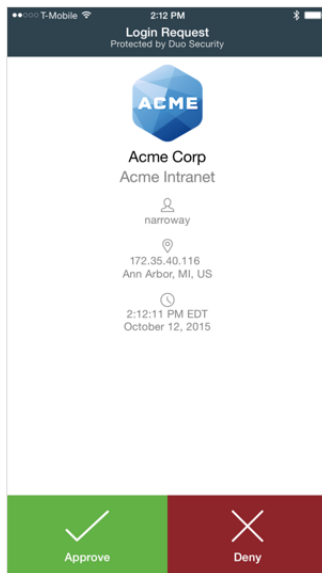 T-Mobile 2:12 PM
Login Request
Protected by Duo Security
ACME
Acme Corp
Acme Intranet
narroway
172.35.40.116
Ann Arbor, MI, US
2:12:11 PM EDT
October 12, 2015
Approve Deny